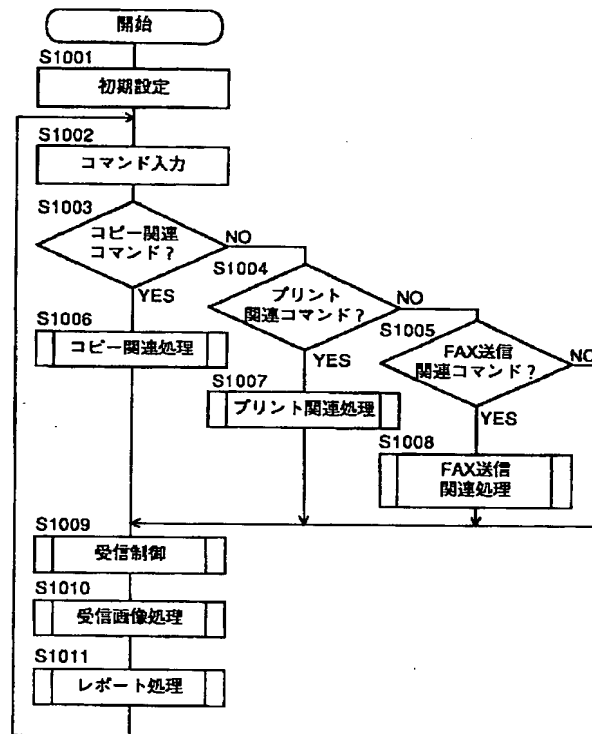 開始
S1001
初期設定
S1002
コマンド入力
S1003
コピー関連
コマンド?
NO
YES
S1004
プリント
関連コマンド?
NO
YES
S1005
FAX送信
関連コマンド?
NO
YES
S1006
コピー関連処理
S1007
プリント関連処理
S1008
FAX送信
関連処理
S1009
受信制御
S1010
受信画像処理
S1011
レポート処理